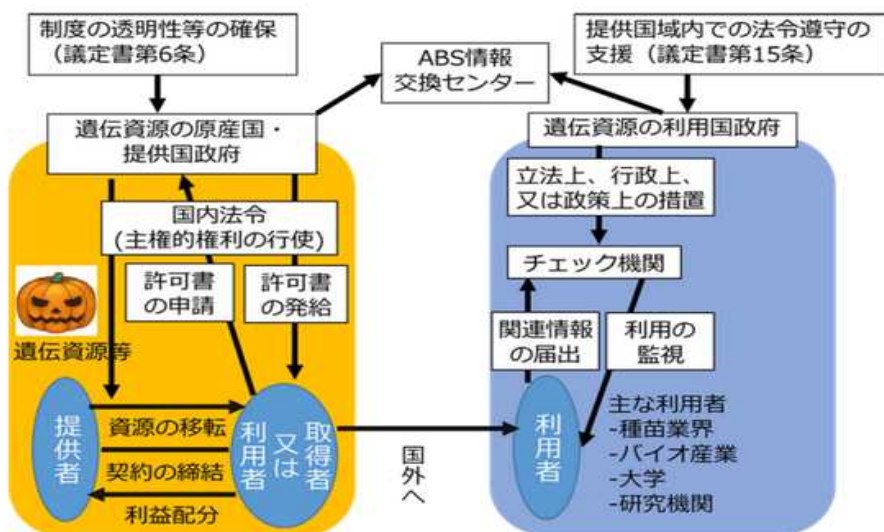 制度の透明性等の確保
（議定書第6条）
ABS情報
交換センター
提供国域内での法令遵守の
支援（議定書第15条）
遺伝資源の原産国・
提供国政府
遺伝資源の利用国政府
国内法令
(主権的権利の行使)
許可書
の申請
許可書
の発給
遺伝資源等
提供者
資源の移転
契約の締結
利益配分
取得者
又は
利用者
国外へ
立法上、行政上、
又は政策上の措置
チェック機関
関連情報
の届出
利用の
監視
利用者
主な利用者
-種苗業界
-バイオ産業
-大学
-研究機関